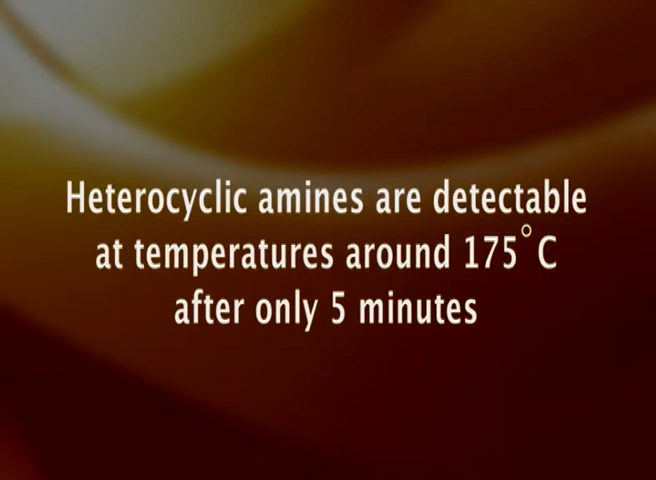 Heterocyclic amines are detectable
at temperatures around 175°C
after only 5 minutes